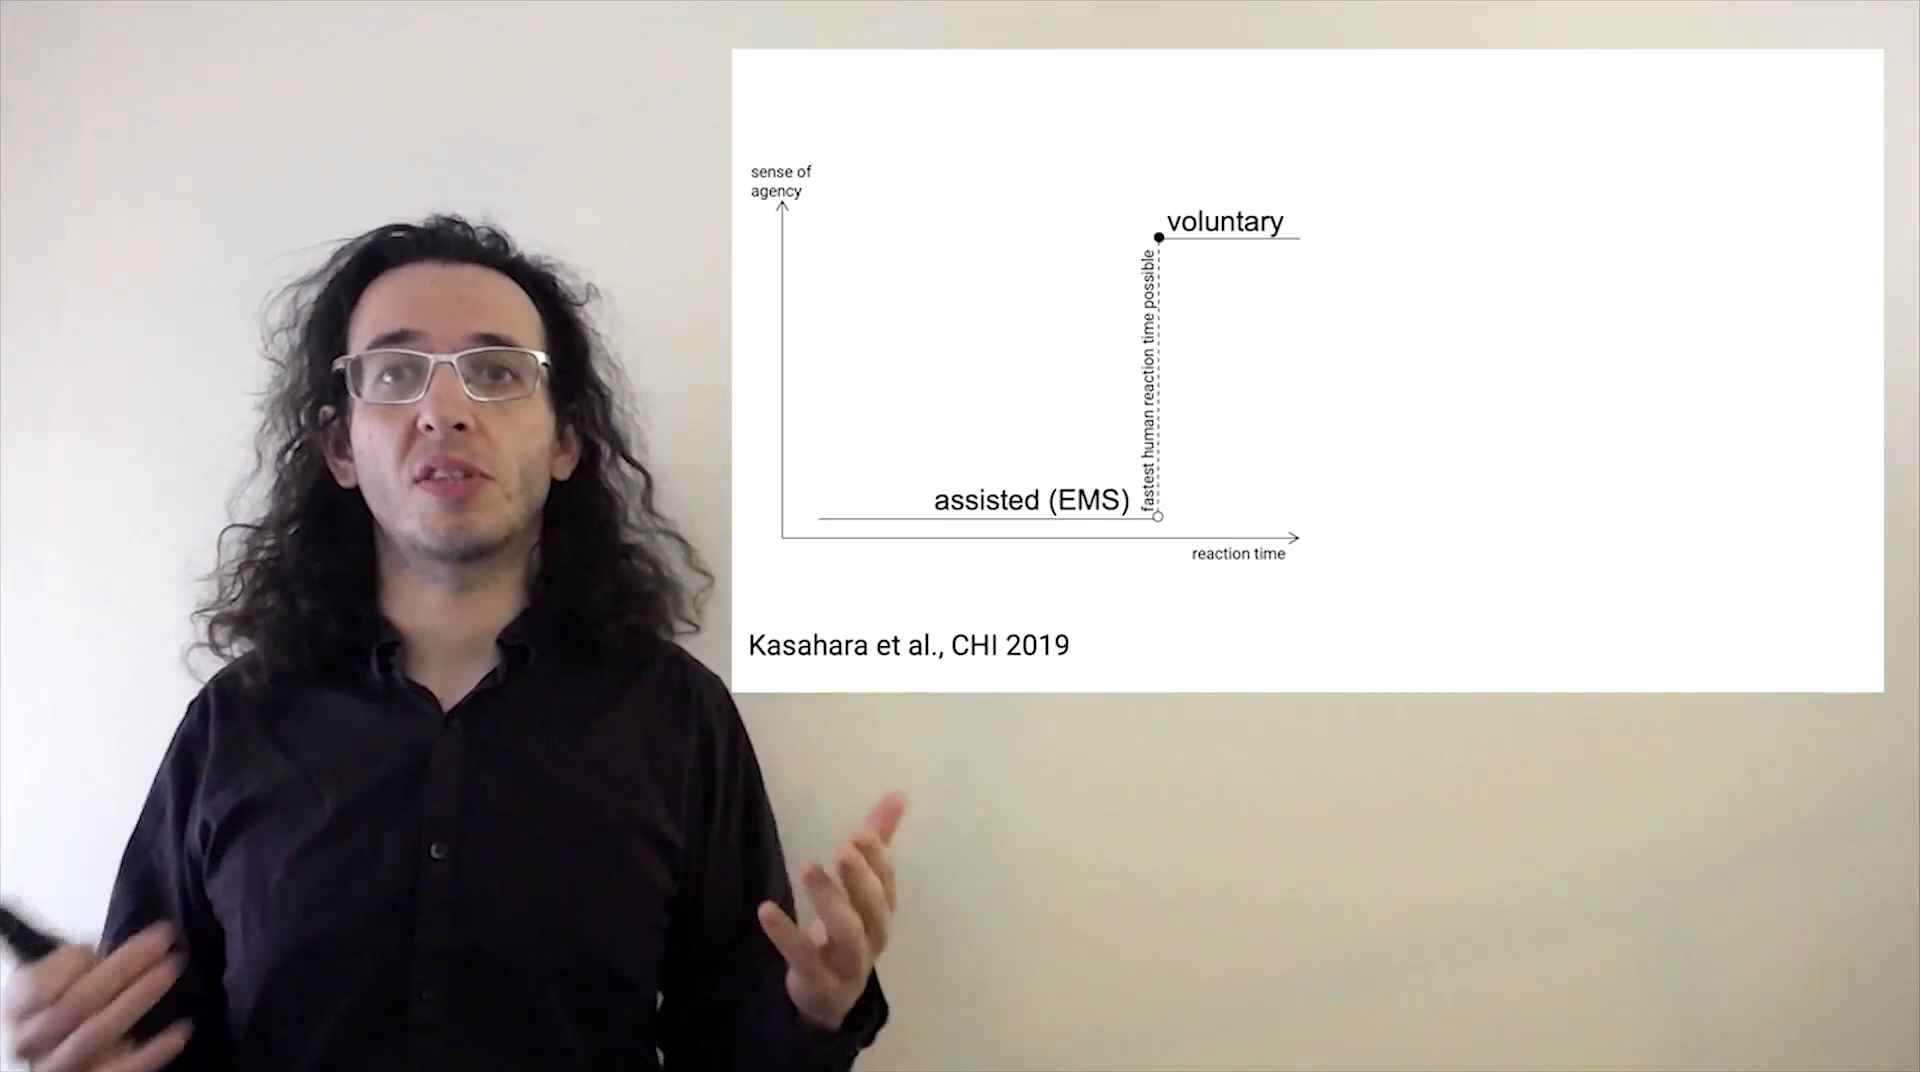 sense of
agency
voluntary
fastest human reaction time possible
assisted (EMS)
reaction time
Kasahara et al., CHI 2019